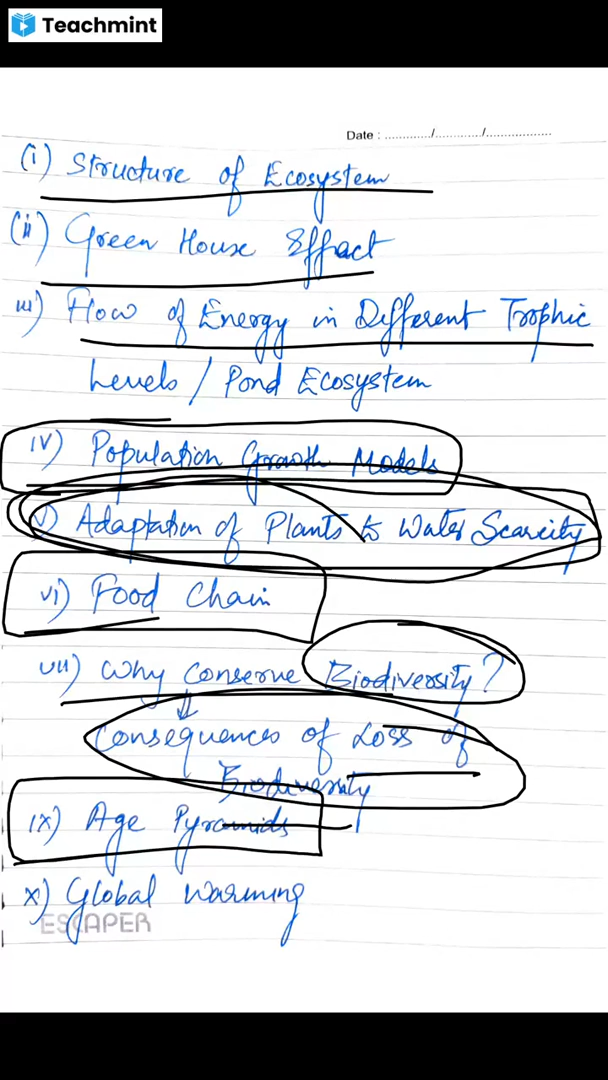 Teachmint
Date : ............../.............../......................
(i) Structure of Ecosystem
(ii) Green House Effect
iii) Flow of Energy in Different Trophic
Levels / Pond Ecosystem
iv) Population Growth Models
v) Adaptation of Plants to Water Scarcity
vi) Food Chain
vii) Why Conserve Biodiversity?
Consequences of Loss of
Biodiversity
ix) Age Pyramids
x) Global Warming
ESCAPER